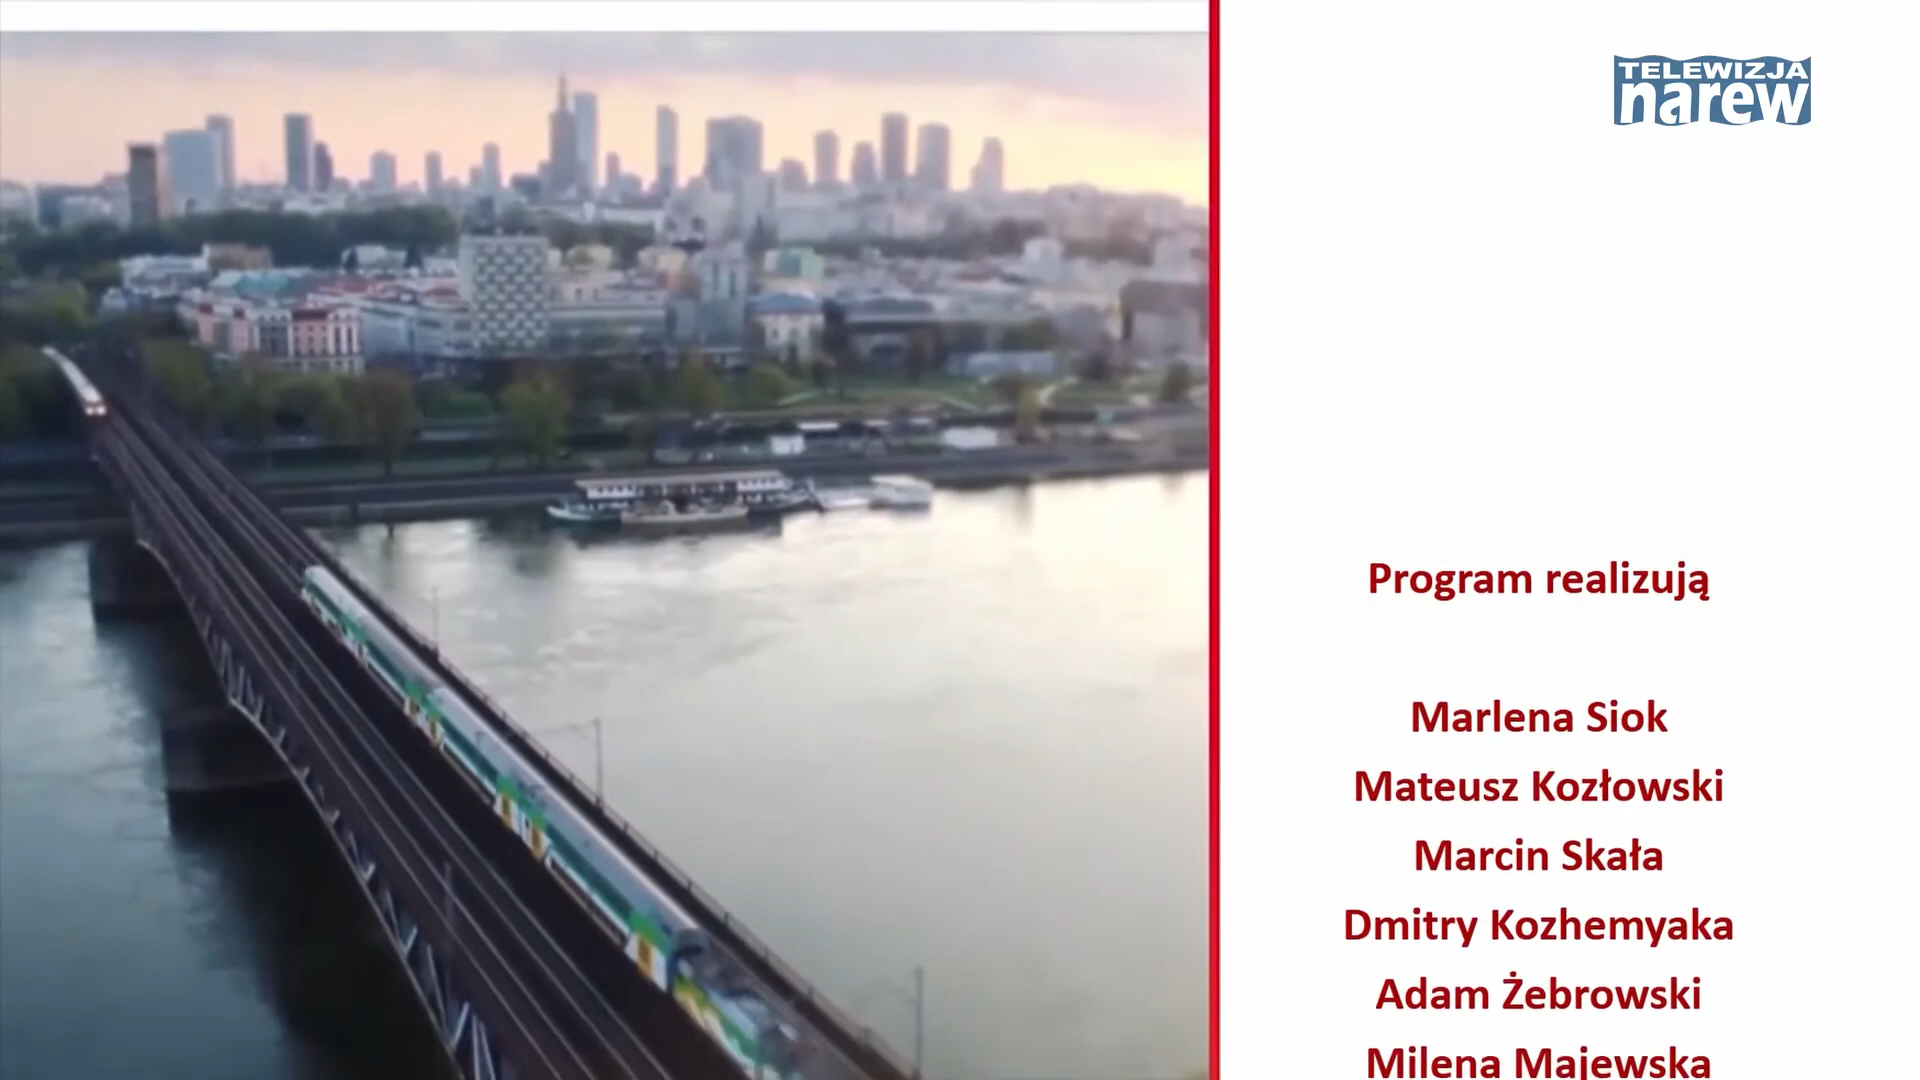 TELEWIZJA
narew
Program realizują
Marlena Siok
Mateusz Kozłowski
Marcin Skała
Dmitry Kozhemyaka
Adam Żebrowski
Milena Majewska